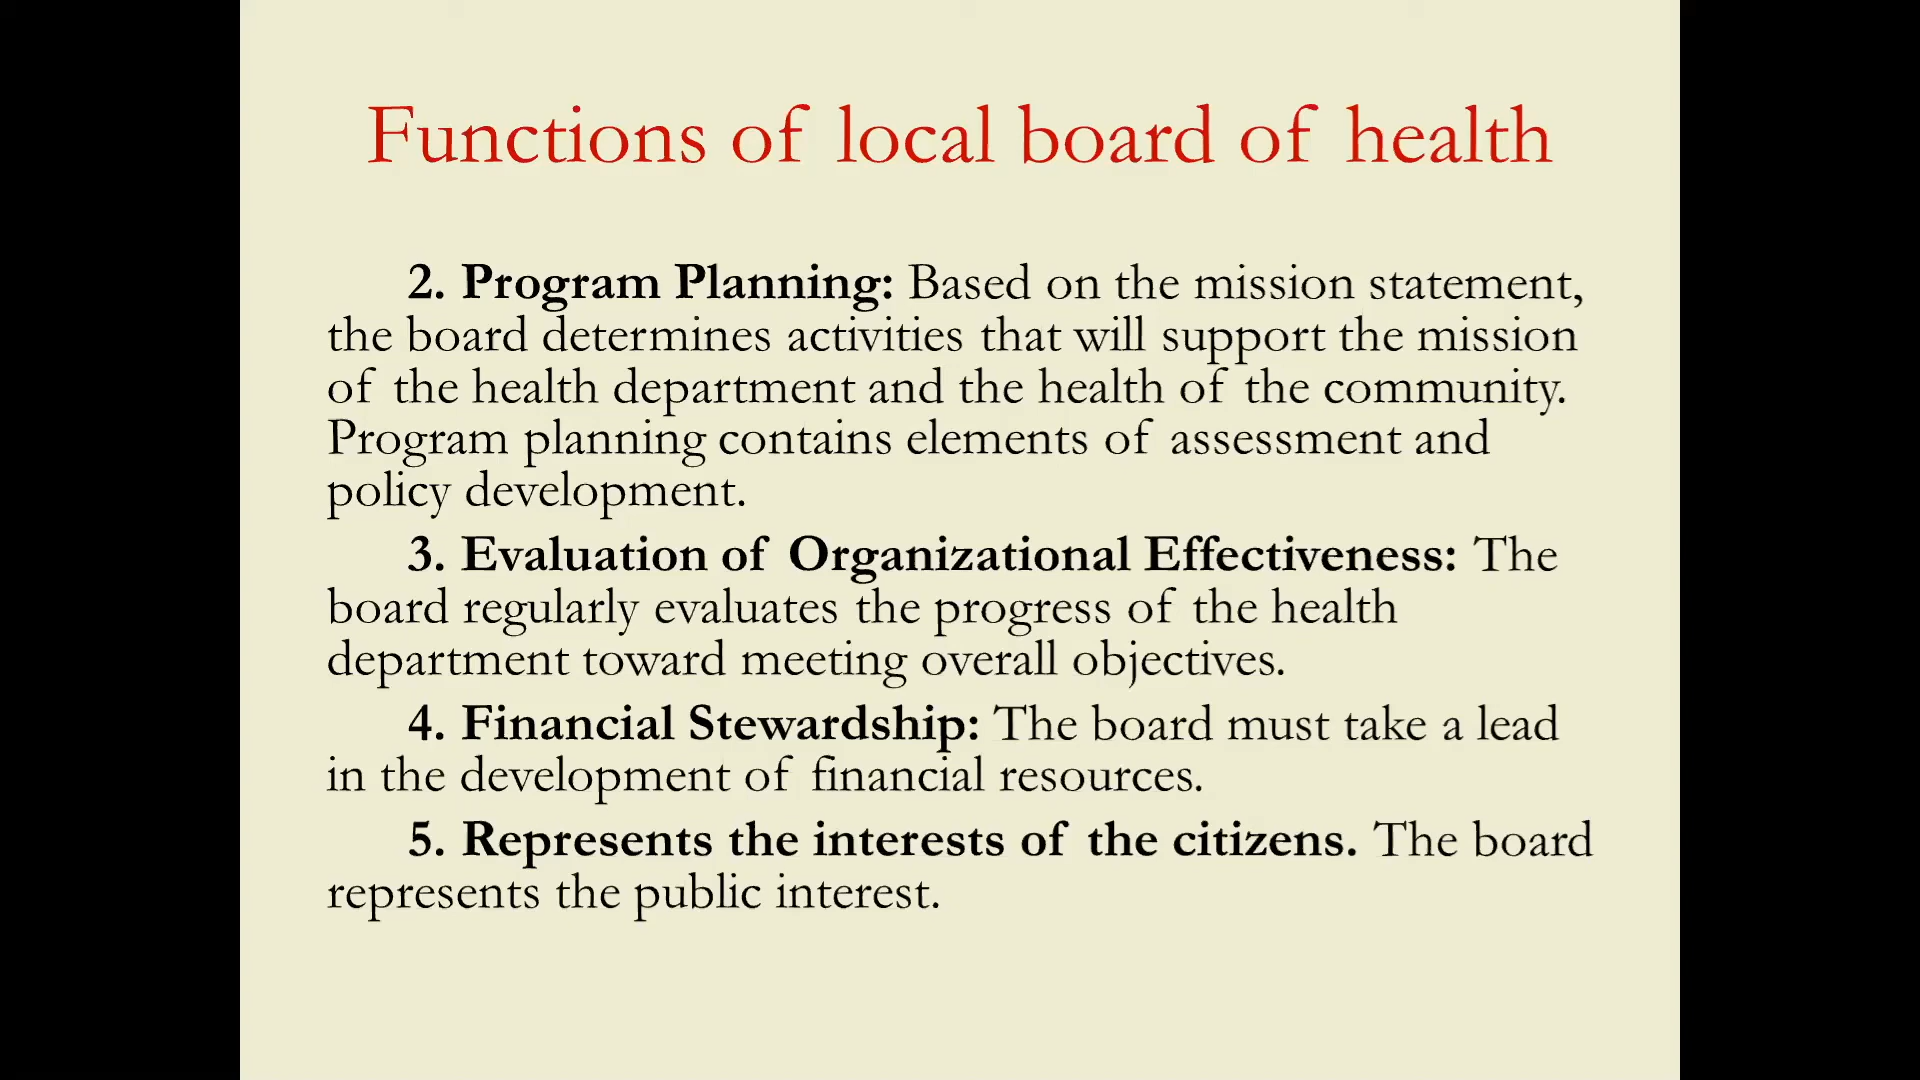 Functions of local board of health
2. Program Planning: Based on the mission statement,
the board determines activities that will support the mission
of the health department and the health of the community.
Program planning contains elements of assessment and
policy development.
3. Evaluation of Organizational Effectiveness: The
board regularly evaluates the progress of the health
department toward meeting overall objectives.
4. Financial Stewardship: The board must take a lead
in the development of financial resources.
5. Represents the interests of the citizens. The board
represents the public interest.